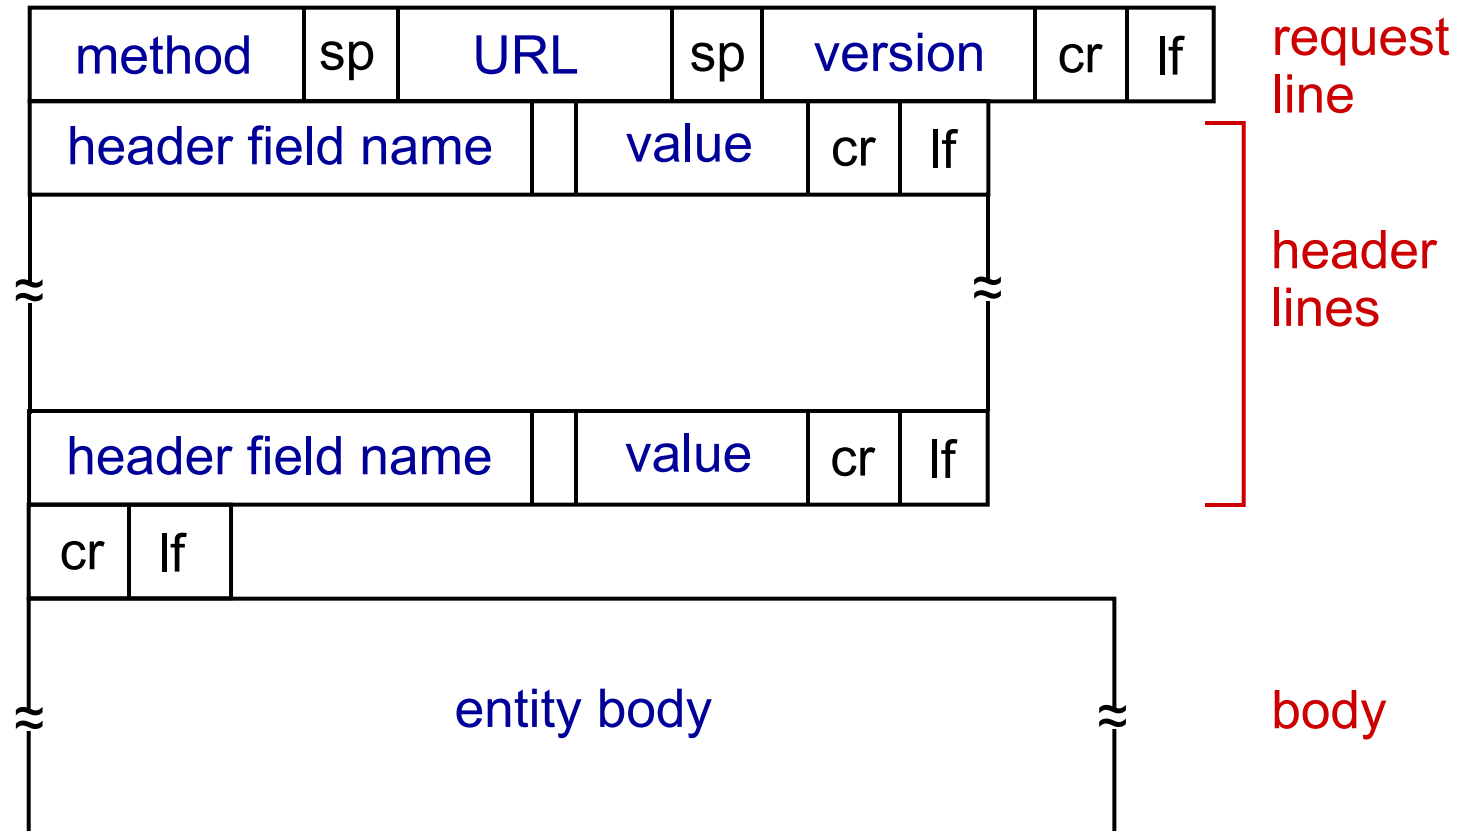 method sp URL sp version cr lf
request
line
header field name value cr lf
header
lines
≈ ≈
header field name value cr lf
cr lf
≈ entity body ≈
body